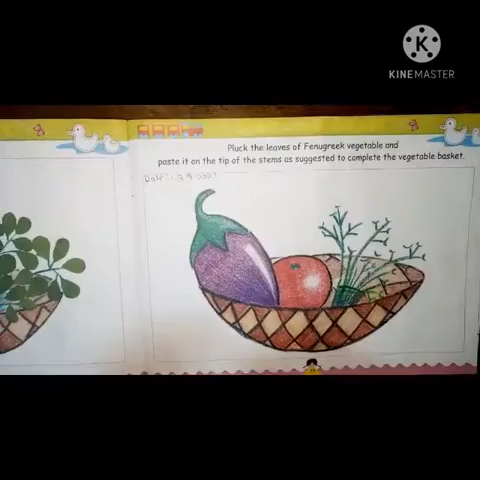 K
KINEMASTER
Pluck the leaves of Fenugreek vegetable and
paste it on the tip of the stems as suggested to complete the vegetable basket.